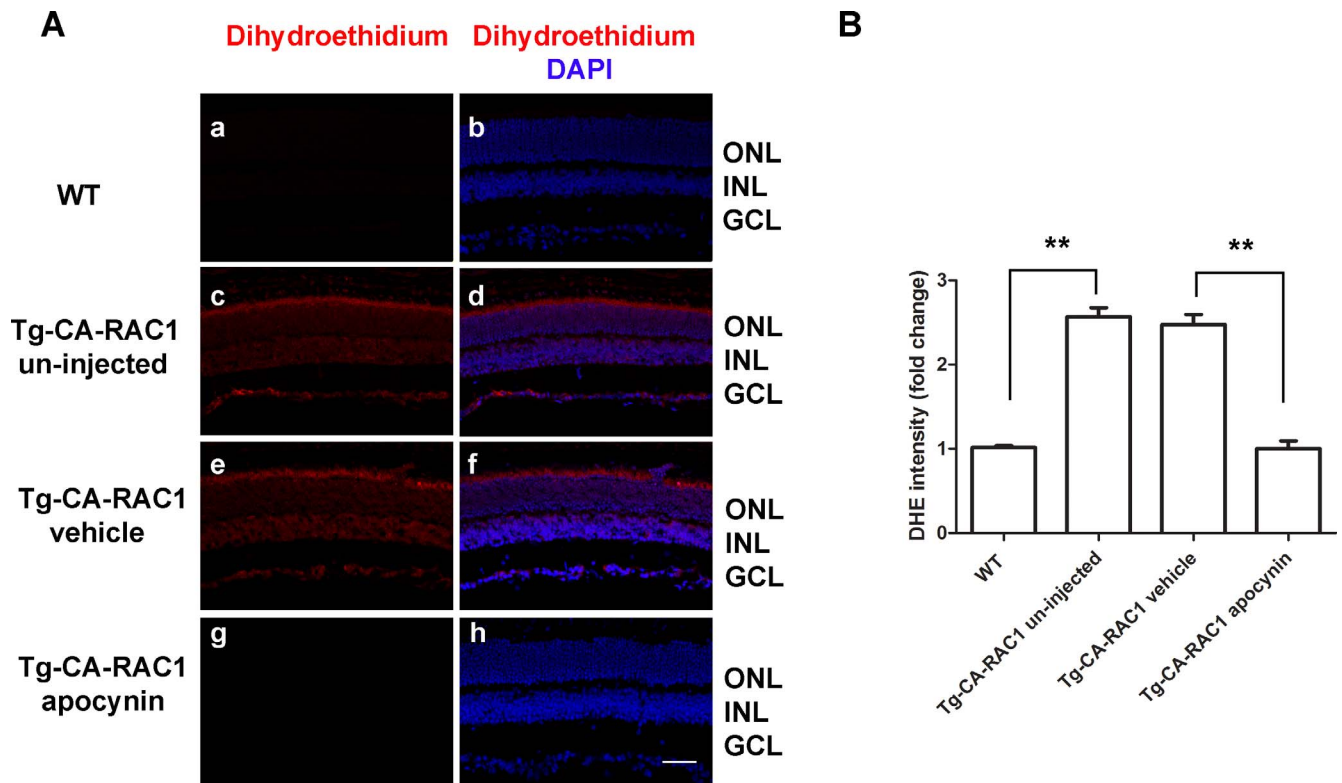 A
B
Dihydroethidium
Dihydroethidium
DAPI
WT
a
b
ONL
INL
GCL
Tg-CA-RAC1
un-injected
c
d
ONL
INL
GCL
Tg-CA-RAC1
vehicle
e
f
ONL
INL
GCL
Tg-CA-RAC1
apocynin
g
h
ONL
INL
GCL
DHE intensity (fold change)
3
2
1
0
**
**
WT
Tg-CA-RAC1 un-injected
Tg-CA-RAC1 vehicle
Tg-CA-RAC1 apocynin